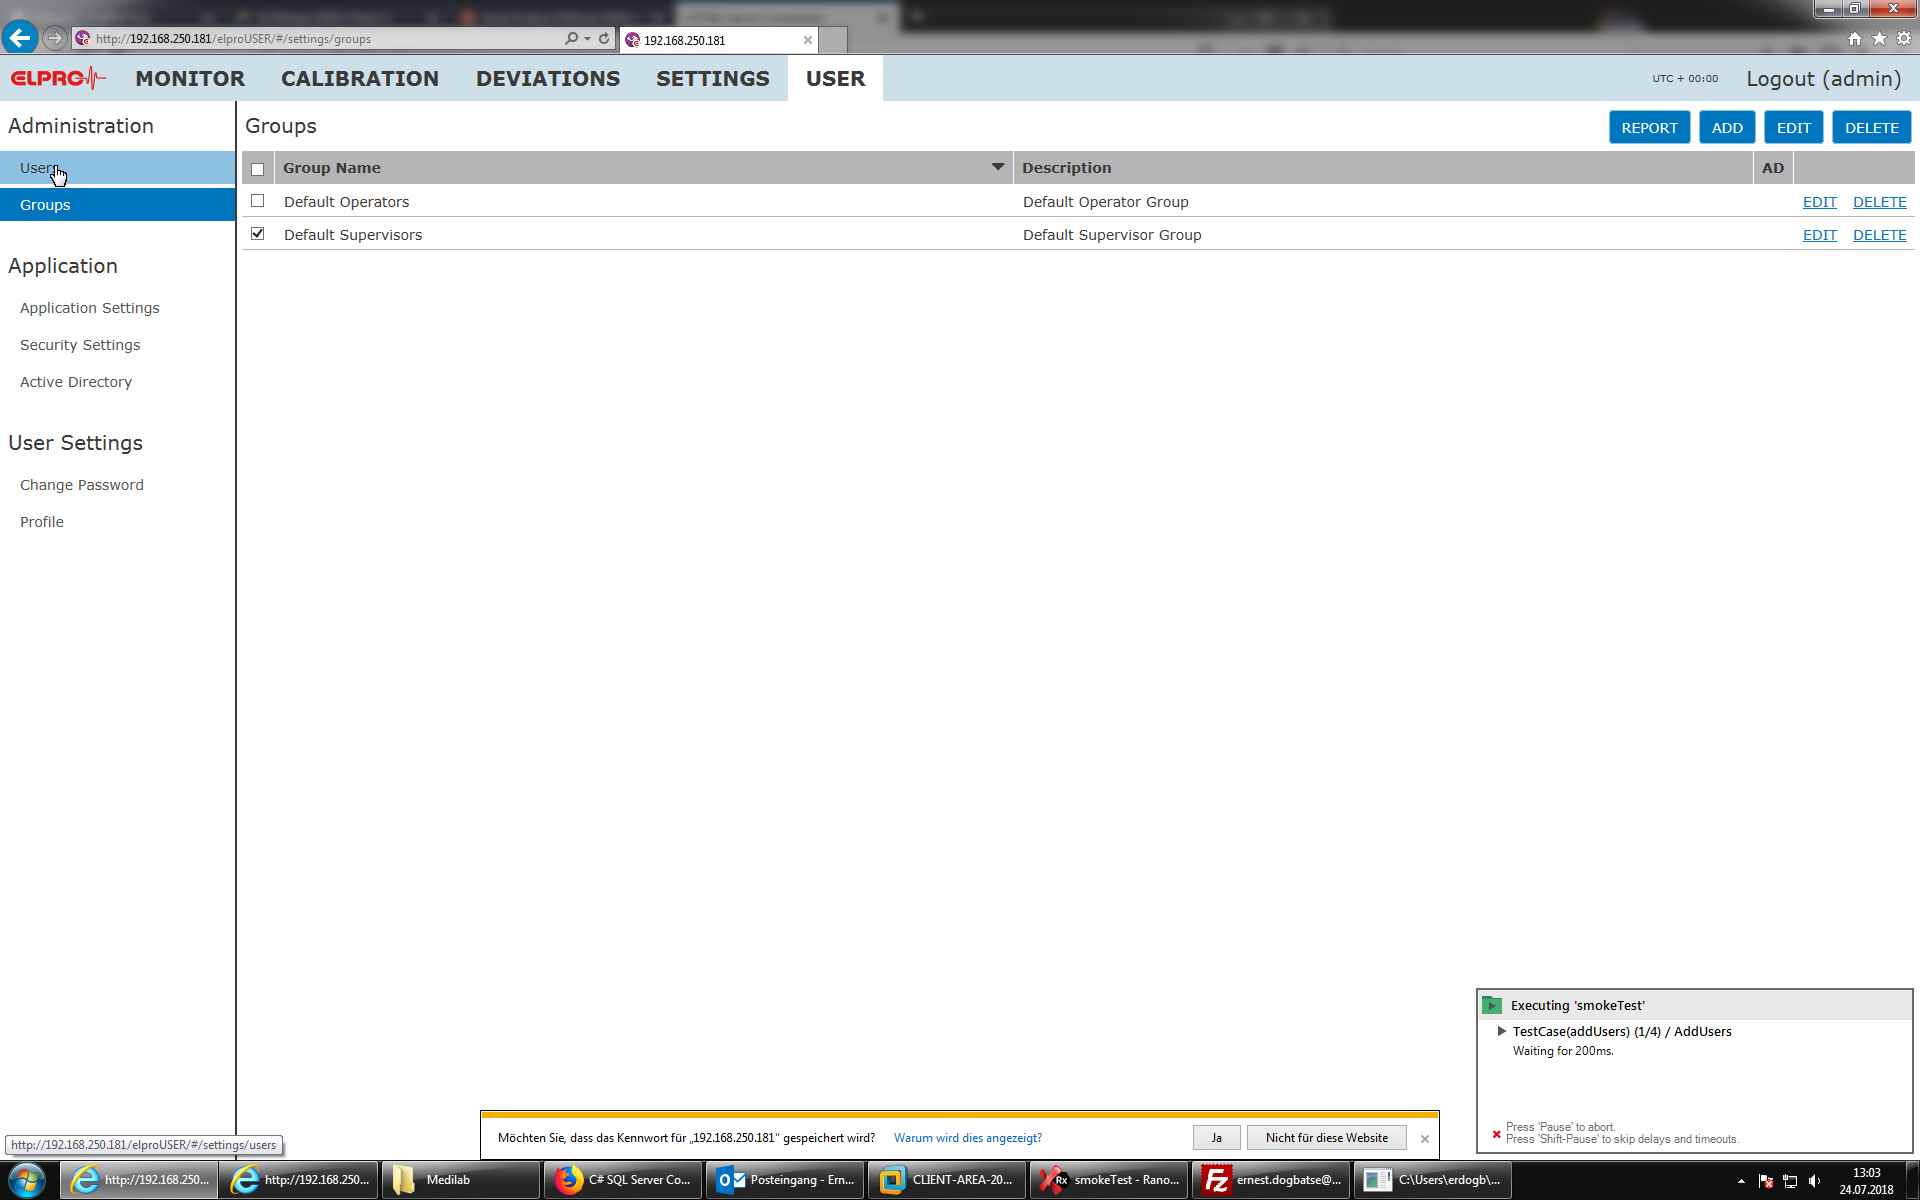 http://192.168.250.181/elproUSER/#/settings/groups
192.168.250.181
ELPRO
MONITOR
CALIBRATION
DEVIATIONS
SETTINGS
USER
UTC + 00:00
Logout (admin)
Administration
Users
Groups
Application
Application Settings
Security Settings
Active Directory
User Settings
Change Password
Profile
Groups
REPORT
ADD
EDIT
DELETE
Group Name
Description
AD
Default Operators
Default Operator Group
EDIT
DELETE
Default Supervisors
Default Supervisor Group
EDIT
DELETE
Executing 'smokeTest'
TestCase(addUsers) (1/4) / AddUsers
Waiting for 200ms.
Press 'Pause' to abort.
Press 'Shift-Pause' to skip delays and timeouts.
Möchten Sie, dass das Kennwort für „192.168.250.181“ gespeichert wird?
Warum wird dies angezeigt?
Ja
Nicht für diese Website
http://192.168.250.181/elproUSER/#/settings/users
http://192.168.250...
http://192.168.250...
Medilab
C# SQL Server Co...
Posteingang - Ern...
CLIENT-AREA-20...
Rx
smokeTest - Rano...
ernest.dogbatse@...
C:\Users\erdogb\...
13:03
24.07.2018